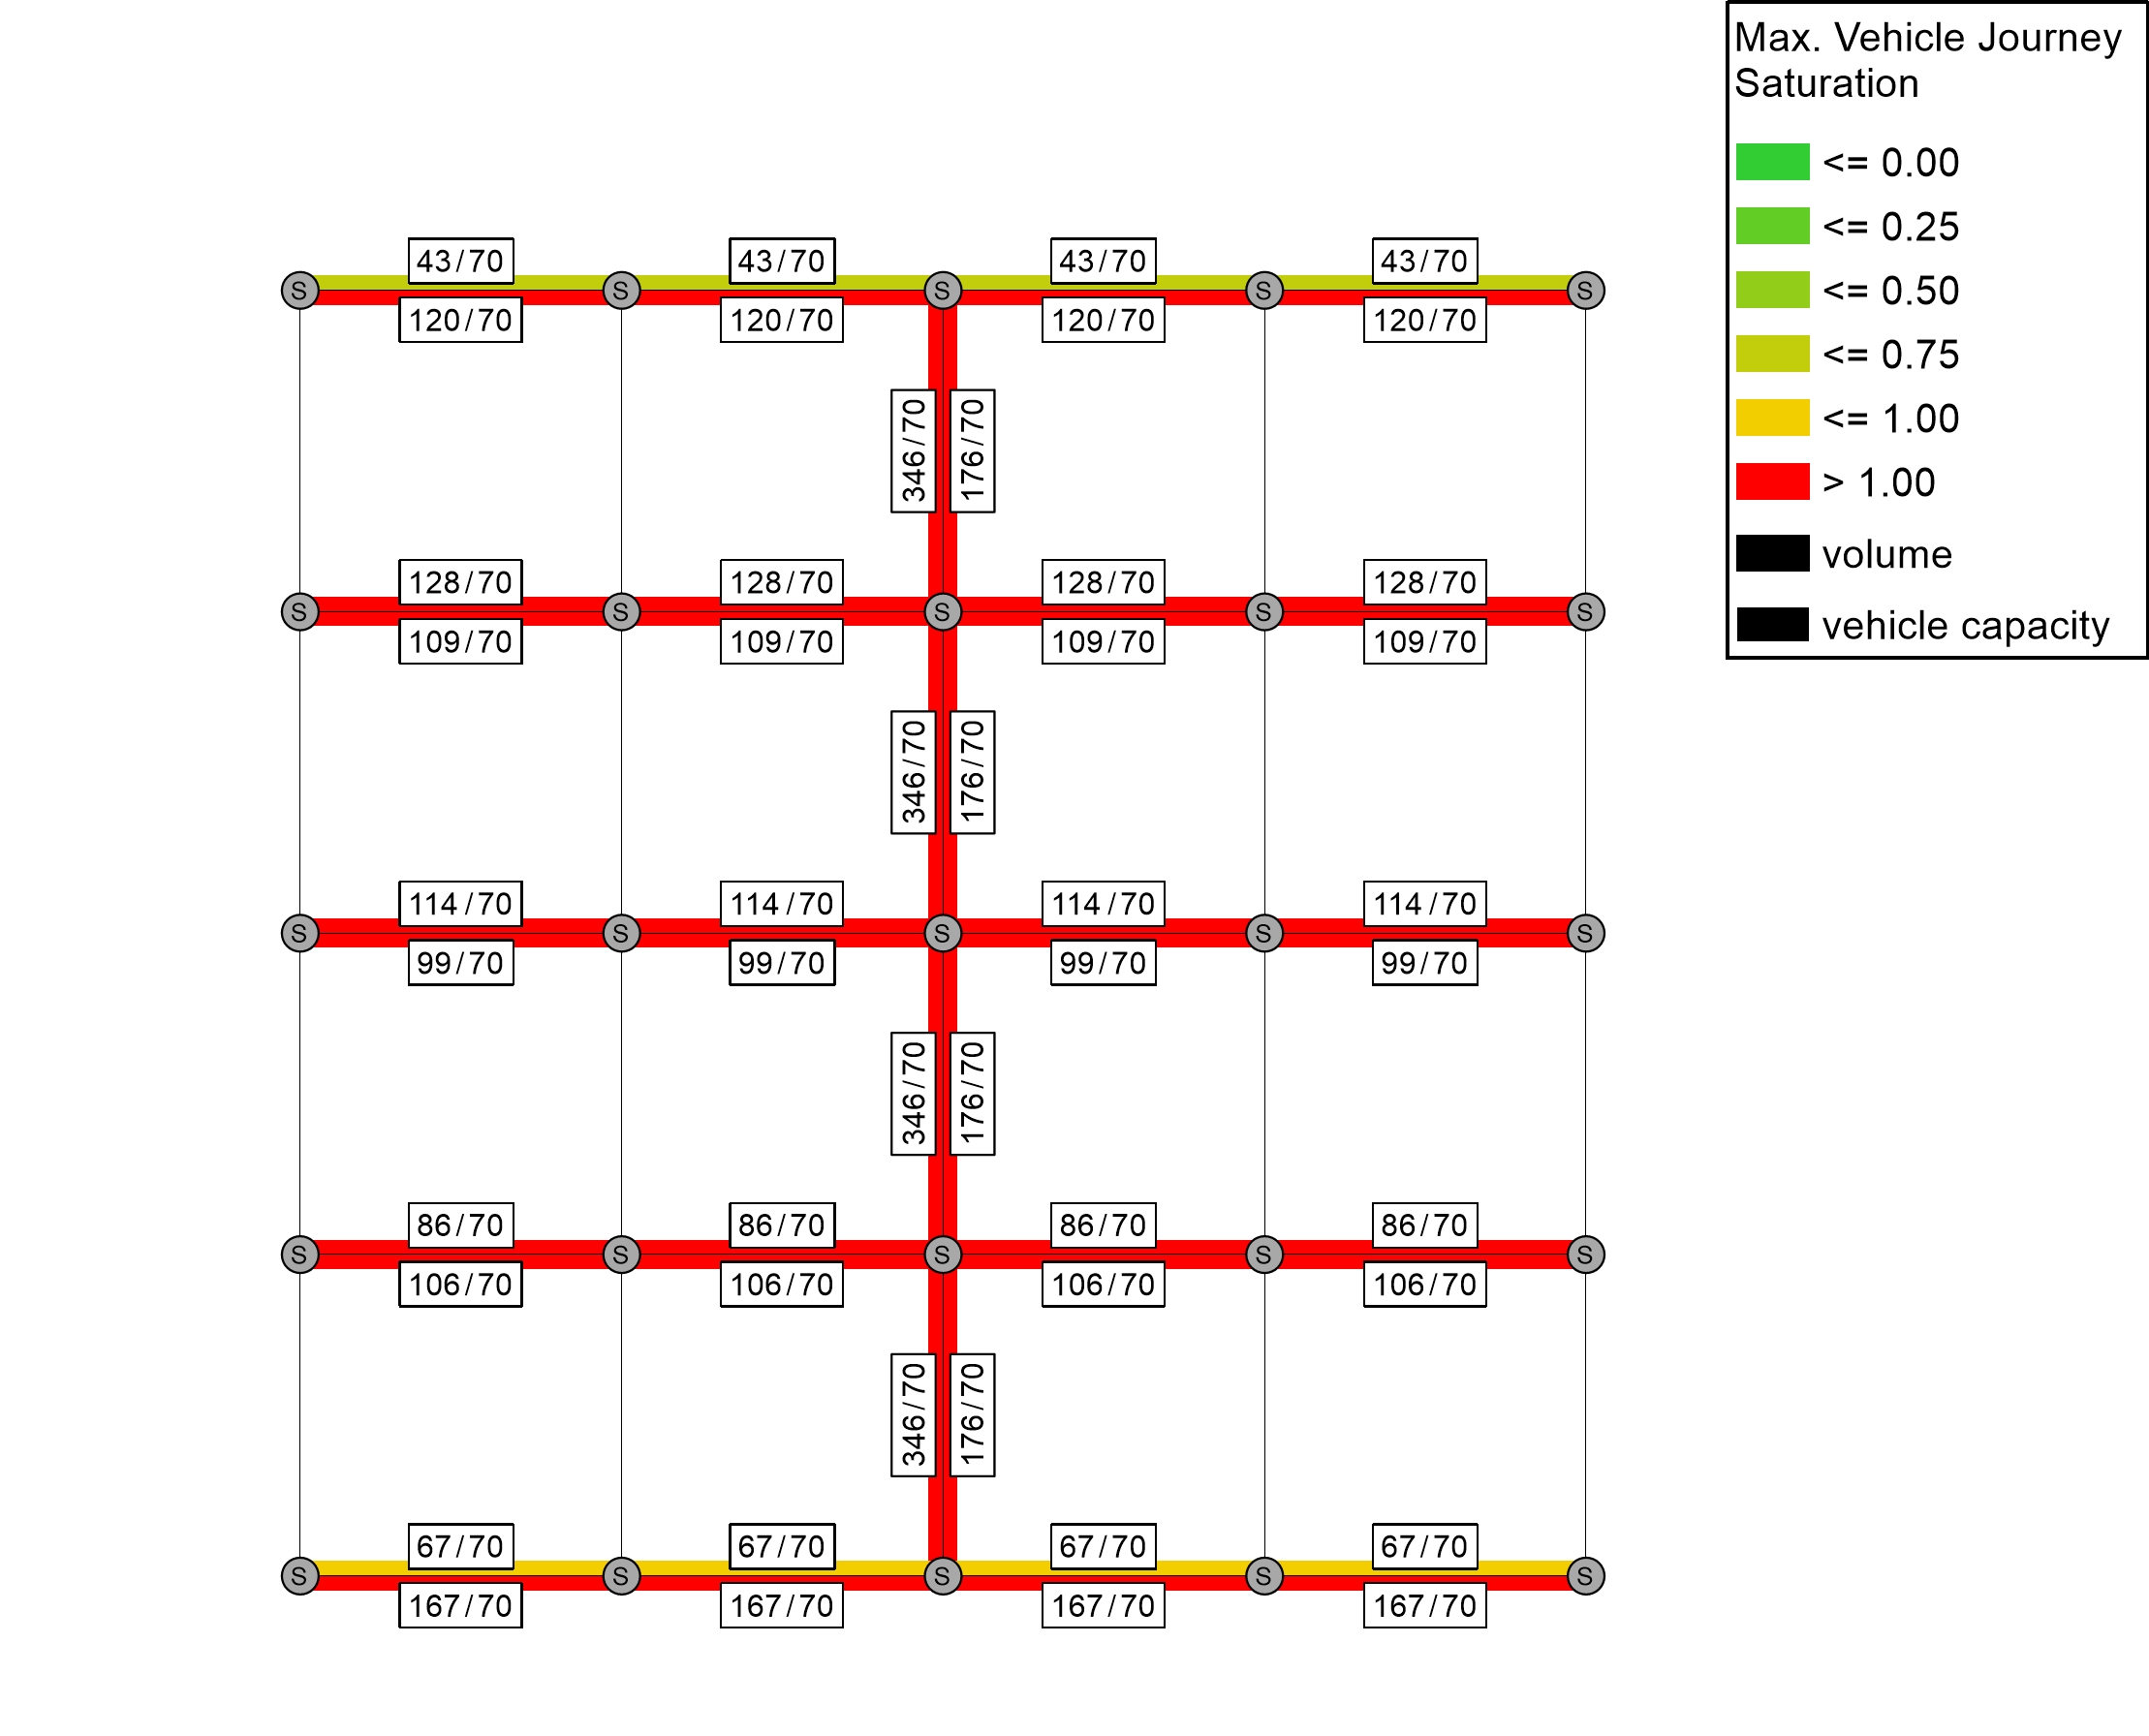 Max. Vehicle Journey
Saturation
<= 0.00
<= 0.25
<= 0.50
<= 0.75
<= 1.00
> 1.00
volume
vehicle capacity
43/70 43/70 43/70 43/70
S S S S S
120/70 120/70 120/70 120/70
346/70 176/70
128/70 128/70 128/70 128/70
S S S S S
109/70 109/70 109/70 109/70
346/70 176/70
114/70 114/70 114/70 114/70
S S S S S
99/70 99/70 99/70 99/70
346/70 176/70
86/70 86/70 86/70 86/70
S S S S S
106/70 106/70 106/70 106/70
346/70 176/70
67/70 67/70 67/70 67/70
S S S S S
167/70 167/70 167/70 167/70